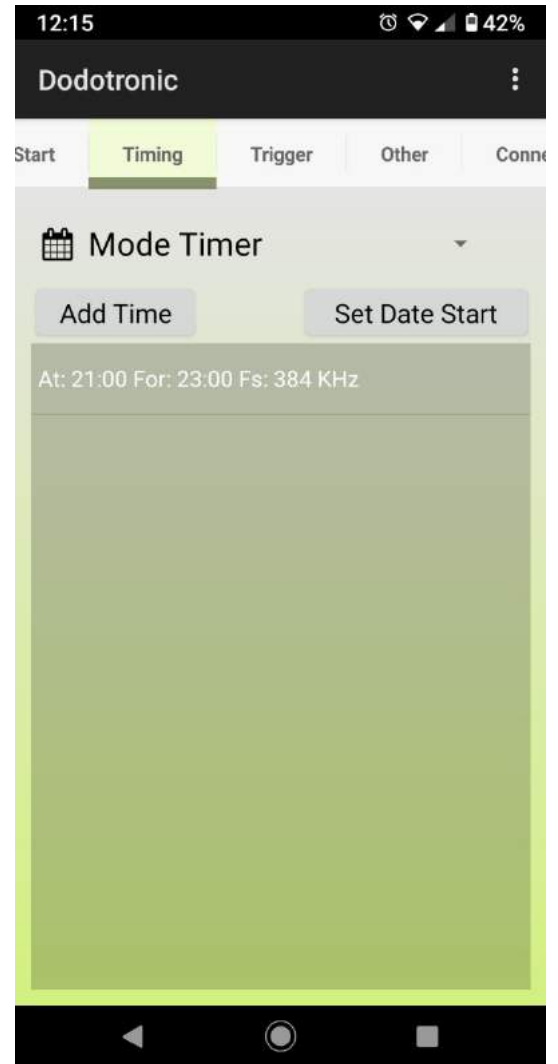 12:15 42%
Dodotronic
Start Timing Trigger Other Conne
Mode Timer
Add Time Set Date Start
At: 21:00 For: 23:00 Fs: 384 KHz